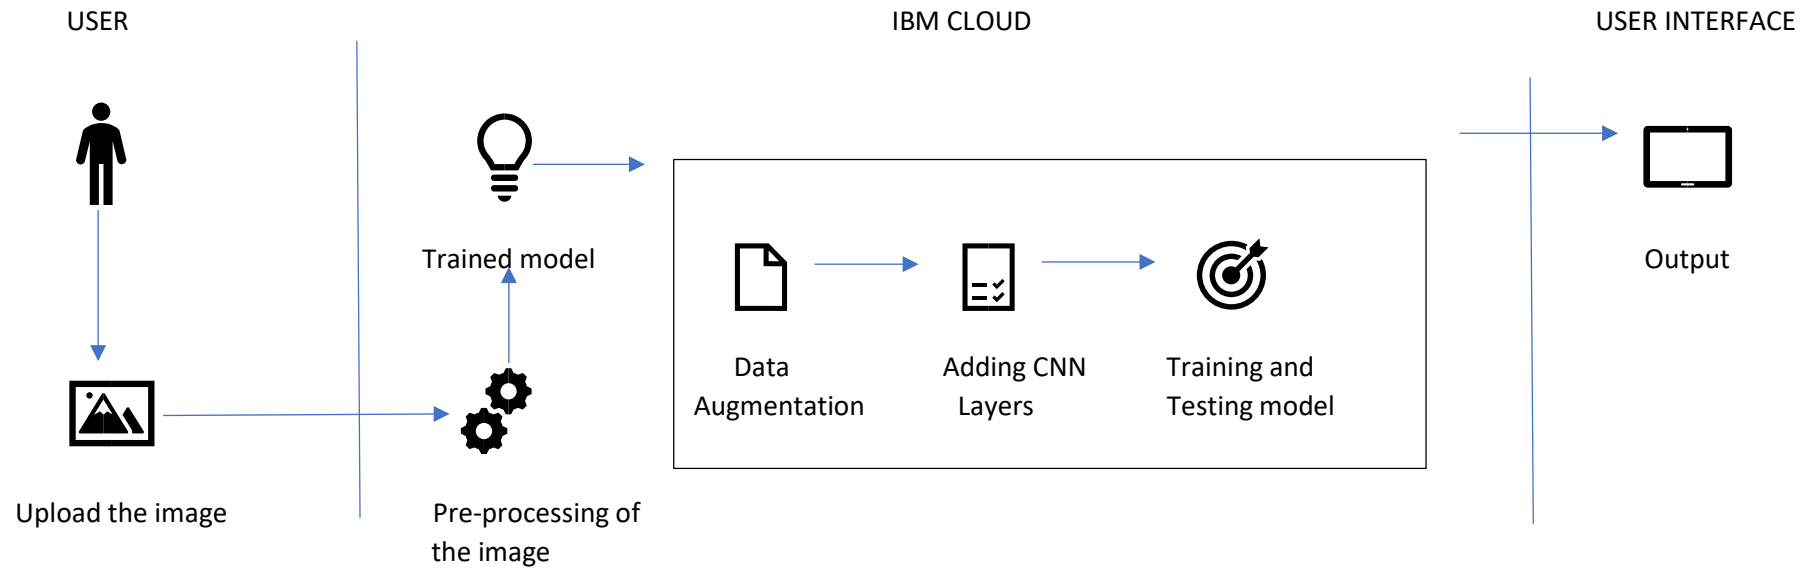 USER
IBM CLOUD
USER INTERFACE
Trained model
Output
Data
Augmentation
Adding CNN
Layers
Training and
Testing model
Upload the image
Pre-processing of
the image